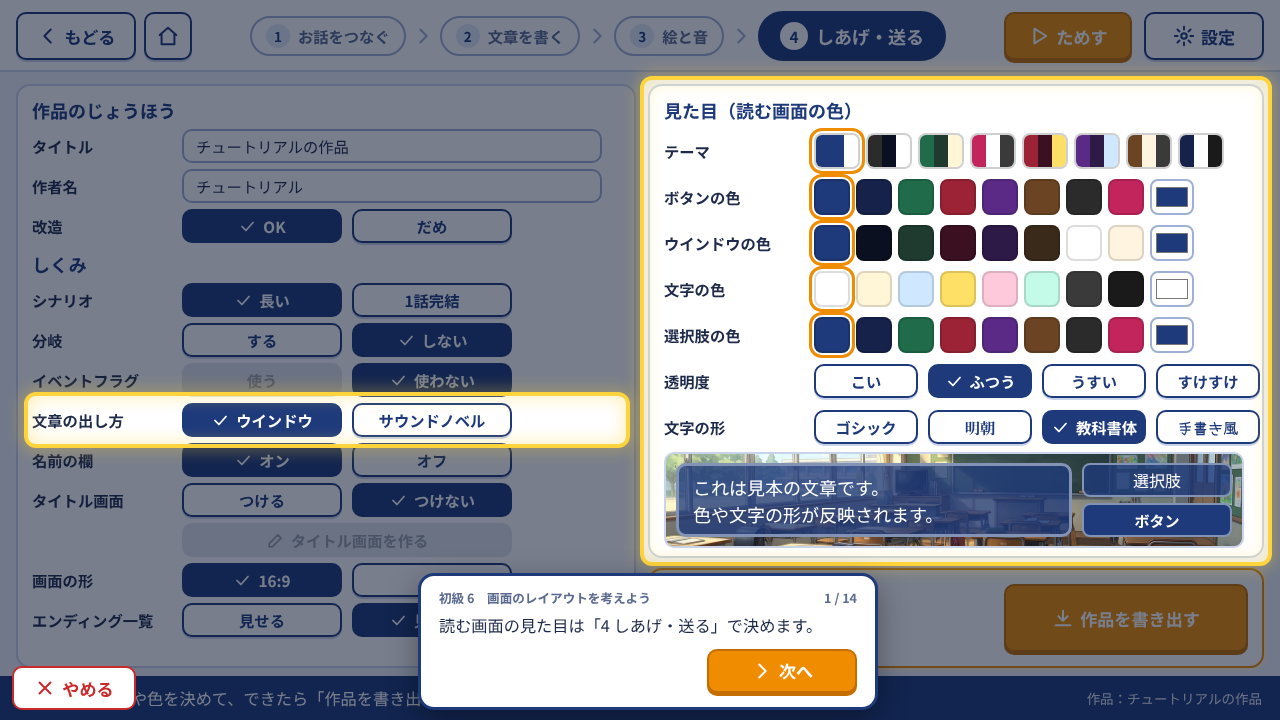 もどる
1 お話をつなぐ
2 文章を書く
3 絵と音
4 しあげ・送る
ためす
設定
作品のじょうほう
タイトル
チュートリアルの作品
作者名
チュートリアル
改造
OK
だめ
しくみ
シナリオ
長い
1話完結
分岐
する
しない
イベントフラグ
使う
使わない
文章の出し方
ウインドウ
サウンドノベル
名前の欄
オン
オフ
タイトル画面
つける
つけない
タイトル画面を作る
画面の形
16:9
エンディング一覧
見せる
見た目（読む画面の色）
テーマ
ボタンの色
ウインドウの色
文字の色
選択肢の色
透明度
こい
ふつう
うすい
すけすけ
文字の形
ゴシック
明朝
教科書体
手書き風
これは見本の文章です。
色や文字の形が反映されます。
選択肢
ボタン
作品を書き出す
初級 6 画面のレイアウトを考えよう
1 / 14
読む画面の見た目は「4 しあげ・送る」で決めます。
次へ
やめる
や色を決めて、できたら「作品を書き出
作品：チュートリアルの作品